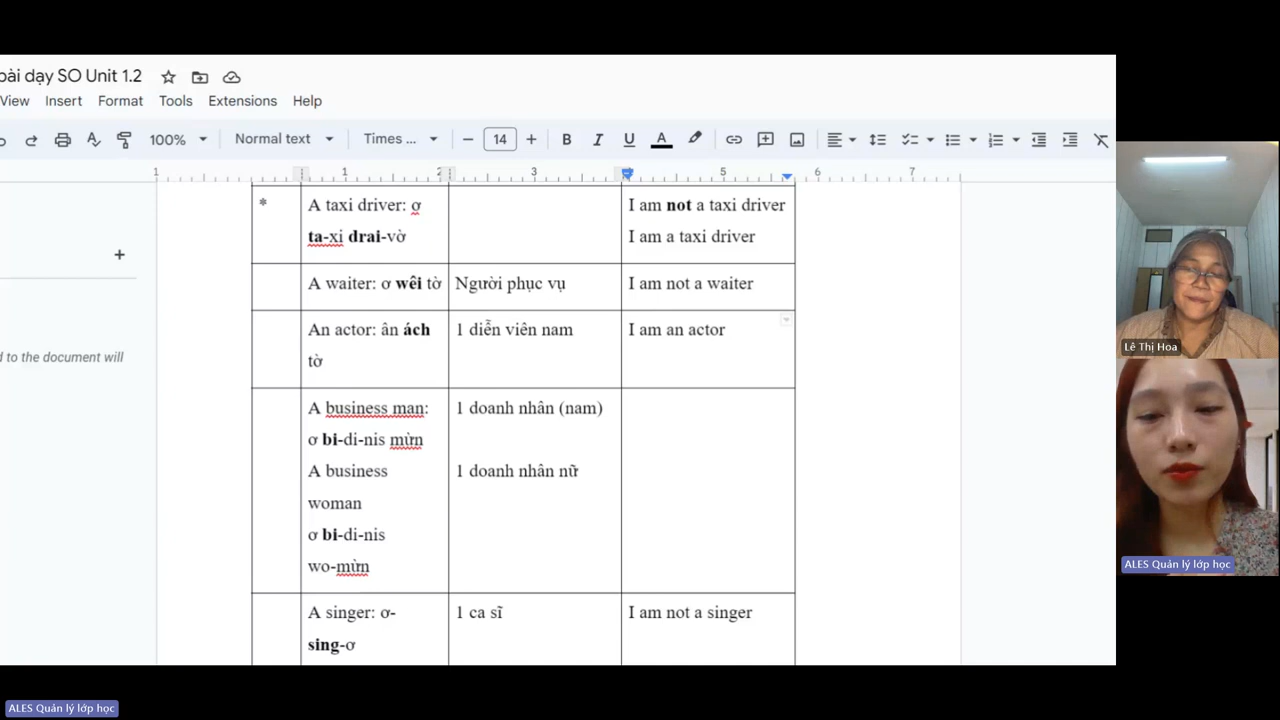 bài dạy SO Unit 1.2
View Insert Format Tools Extensions Help
100% Normal text Times ... 14 B I U A
1 1 2 3 4 5 6 7
* A taxi driver: ơ I am not a taxi driver
ta-xi drai-vờ I am a taxi driver
A waiter: ơ wêi tờ Người phục vụ I am not a waiter
An actor: ân ách 1 diễn viên nam I am an actor
tờ
d to the document will
A business man: 1 doanh nhân (nam)
ơ bi-di-nis mừn
A business 1 doanh nhân nữ
woman
ơ bi-di-nis
wo-mừn
A singer: ơ- 1 ca sĩ I am not a singer
sing-ơ
Lê Thị Hoa
ALES Quản lý lớp học
ALES Quản lý lớp học